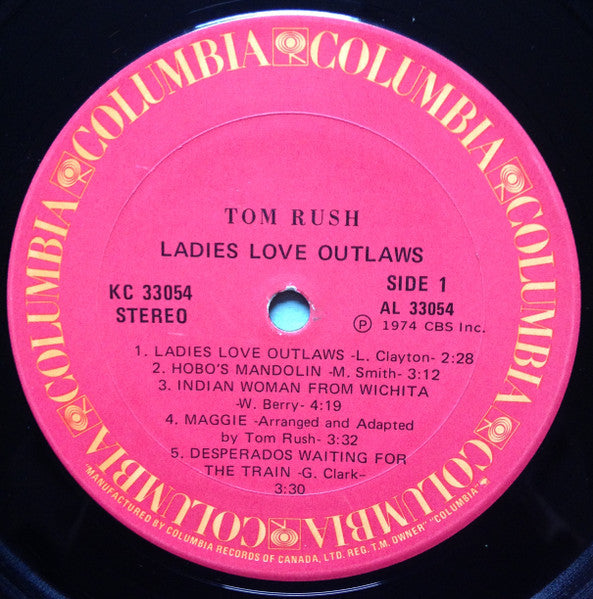 COLUMBIA COLUMBIA COLUMBIA COLUMBIA COLUMBIA COLUMBIA
TOM RUSH
LADIES LOVE OUTLAWS
KC 33054
STEREO
SIDE 1
AL 33054
Ⓟ 1974 CBS Inc.
1. LADIES LOVE OUTLAWS -L. Clayton- 2:28
2. HOBO'S MANDOLIN -M. Smith- 3:12
3. INDIAN WOMAN FROM WICHITA
-W. Berry- 4:19
4. MAGGIE -Arranged and Adapted
by Tom Rush- 3:32
5. DESPERADOS WAITING FOR
THE TRAIN -G. Clark-
3:30
"MANUFACTURED BY COLUMBIA RECORDS OF CANADA, LTD. REG. T.M. OWNER" "COLUMBIA"